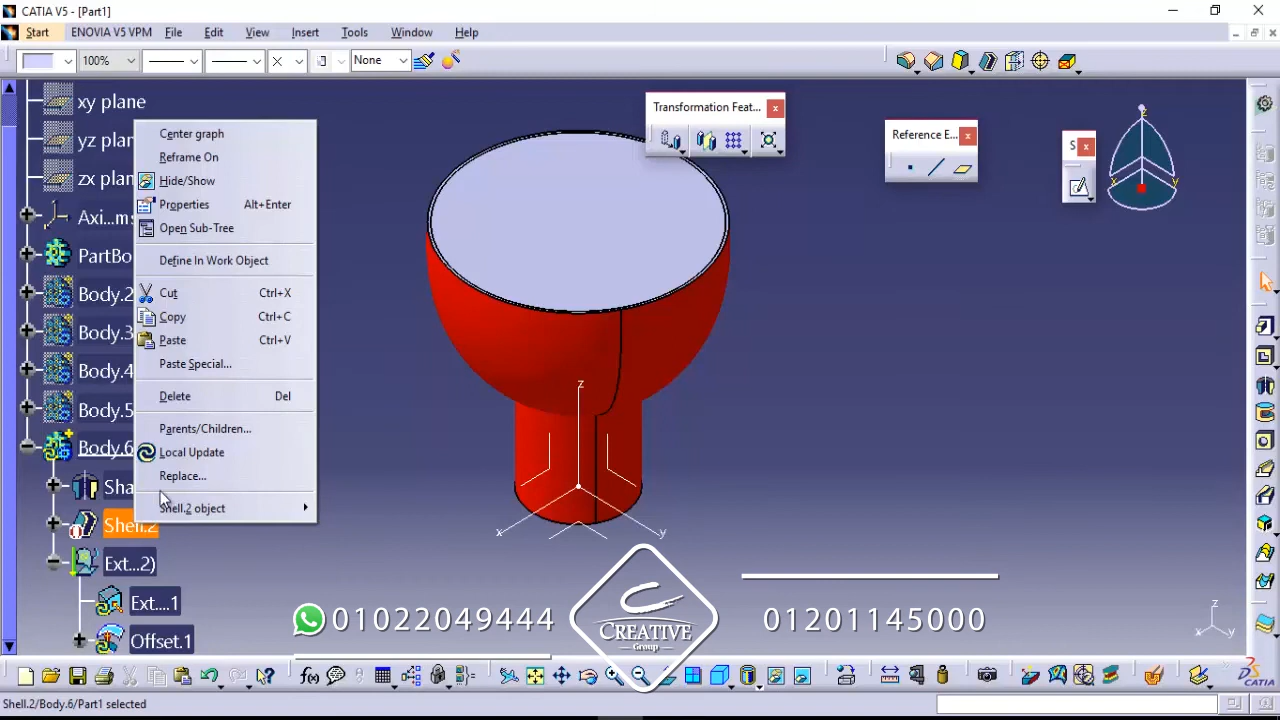 CATIA V5 - [Part1]
Start ENOVIA V5 VPM File Edit View Insert Tools Window Help
100% None
xy plane
yz plan
zx plan
Axi...ms
PartBo
Body.2
Body.3
Body.4
Body.5
Body.6
Sha
Shell.2
Ext...2)
Ext....1
Offset.1
Center graph
Reframe On
Hide/Show
Properties Alt+Enter
Open Sub-Tree
Define In Work Object
Cut Ctrl+X
Copy Ctrl+C
Paste Ctrl+V
Paste Special...
Delete Del
Parents/Children...
Local Update
Replace...
Shell.2 object
Transformation Feat...
Reference E...
S
z
x y
z
x y
01022049444
CREATIVE
Group
01201145000
z
x y
CATIA
Shell.2/Body.6/Part1 selected